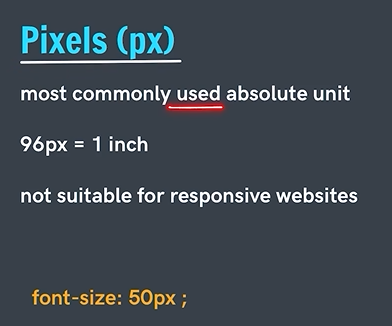 Pixels (px)
most commonly used absolute unit
96px = 1 inch
not suitable for responsive websites
font-size: 50px ;